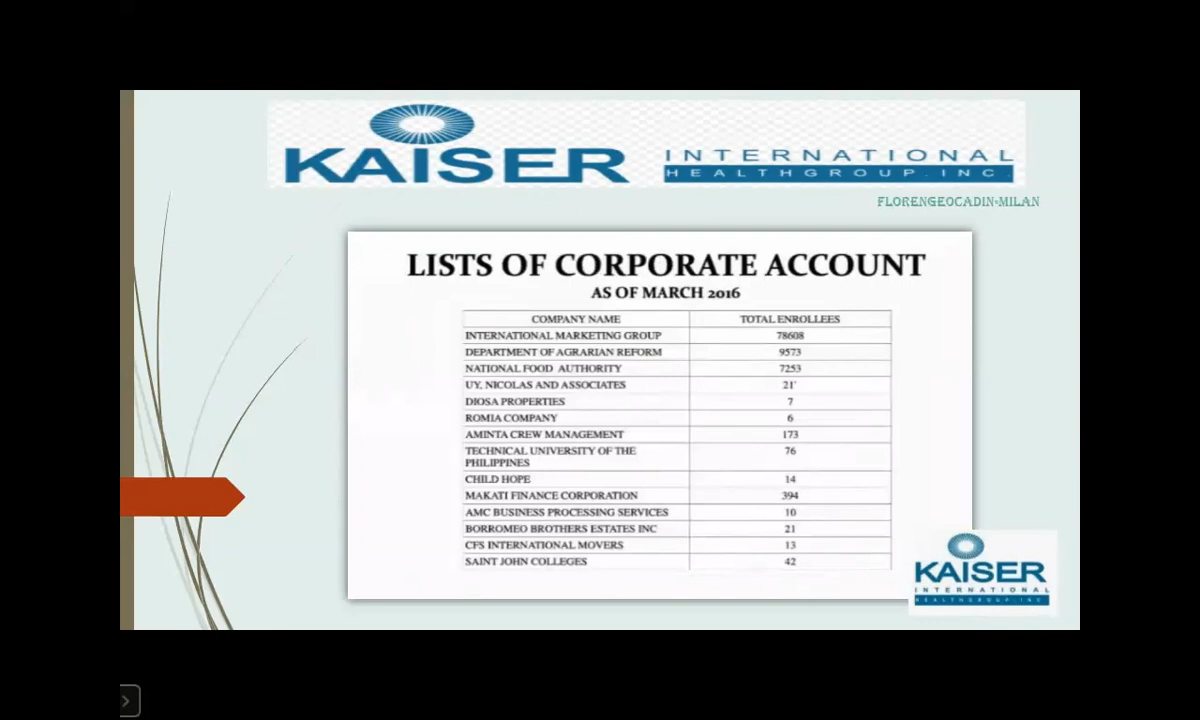 KAISER INTERNATIONAL
HEALTHGROUP.INC
FLORENGEOCADIN-MILAN
LISTS OF CORPORATE ACCOUNT
AS OF MARCH 2016
COMPANY NAME TOTAL ENROLLEES
INTERNATIONAL MARKETING GROUP 78608
DEPARTMENT OF AGRARIAN REFORM 9573
NATIONAL FOOD AUTHORITY 7253
UY, NICOLAS AND ASSOCIATES 21'
DIOSA PROPERTIES 7
ROMIA COMPANY 6
AMINTA CREW MANAGEMENT 173
TECHNICAL UNIVERSITY OF THE 76
PHILIPPINES
CHILD HOPE 14
MAKATI FINANCE CORPORATION 394
AMC BUSINESS PROCESSING SERVICES 10
BORROMEO BROTHERS ESTATES INC 21
CFS INTERNATIONAL MOVERS 13
SAINT JOHN COLLEGES 42
KAISER
INTERNATIONAL
HEALTHGROUP.INC